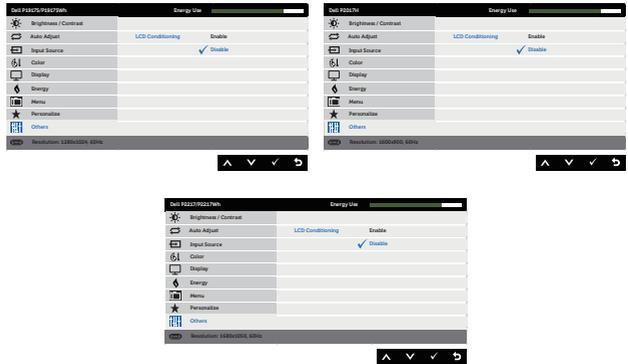 Dell P1917S/P1917SWh Energy Use
Brightness / Contrast
Auto Adjust LCD Conditioning Enable
Input Source Disable
Color
Display
Energy
Menu
Personalize
Others
Resolution: 1280x1024, 60Hz
Dell P2017H Energy Use
Brightness / Contrast
Auto Adjust LCD Conditioning Enable
Input Source Disable
Color
Display
Energy
Menu
Personalize
Others
Resolution: 1600x900, 60Hz
Dell P2217/P2217Wh Energy Use
Brightness / Contrast
Auto Adjust LCD Conditioning Enable
Input Source Disable
Color
Display
Energy
Menu
Personalize
Others
Resolution: 1680x1050, 60Hz